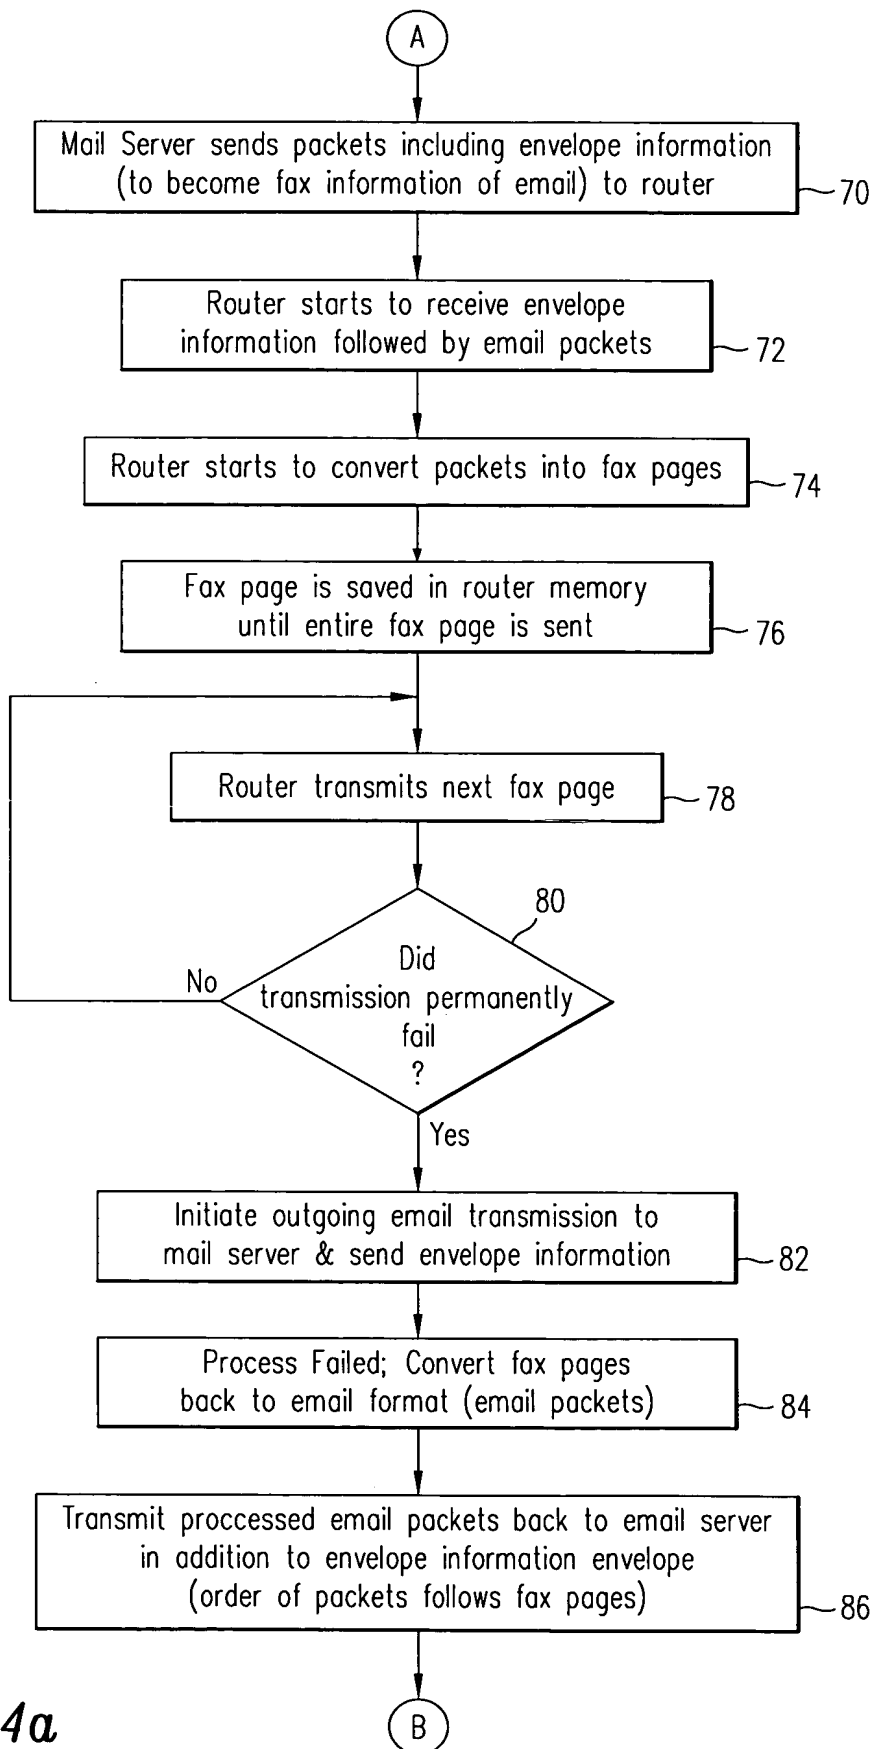 A
Mail Server sends packets including envelope information
(to become fax information of email) to router
70
Router starts to receive envelope
information followed by email packets
72
Router starts to convert packets into fax pages
74
Fax page is saved in router memory
until entire fax page is sent
76
Router transmits next fax page
78
80
Did
transmission permanently
fail
?
No
Yes
Initiate outgoing email transmission to
mail server & send envelope information
82
Process Failed; Convert fax pages
back to email format (email packets)
84
Transmit proccessed email packets back to email server
in addition to envelope information envelope
(order of packets follows fax pages)
86
4a
B